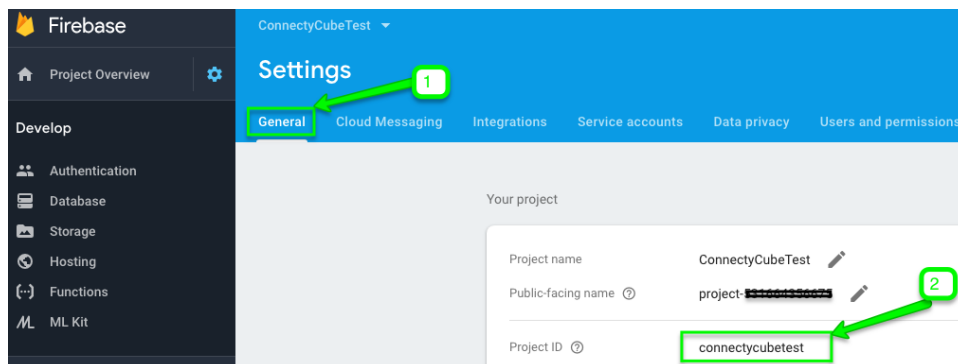 Firebase
ConnectyCubeTest
Project Overview
Settings
1
General Cloud Messaging Integrations Service accounts Data privacy Users and permissions
Develop
Authentication
Database
Storage
Hosting
Functions
ML Kit
Your project
Project name ConnectyCubeTest
Public-facing name ? project-
2
Project ID ? connectycubetest